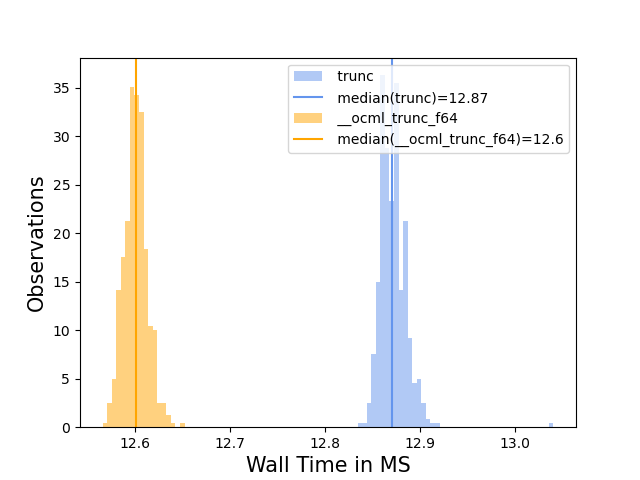 35
30
25
20
15
10
5
0
Observations
trunc
median(trunc)=12.87
__ocml_trunc_f64
median(__ocml_trunc_f64)=12.6
12.6 12.7 12.8 12.9 13.0
Wall Time in MS